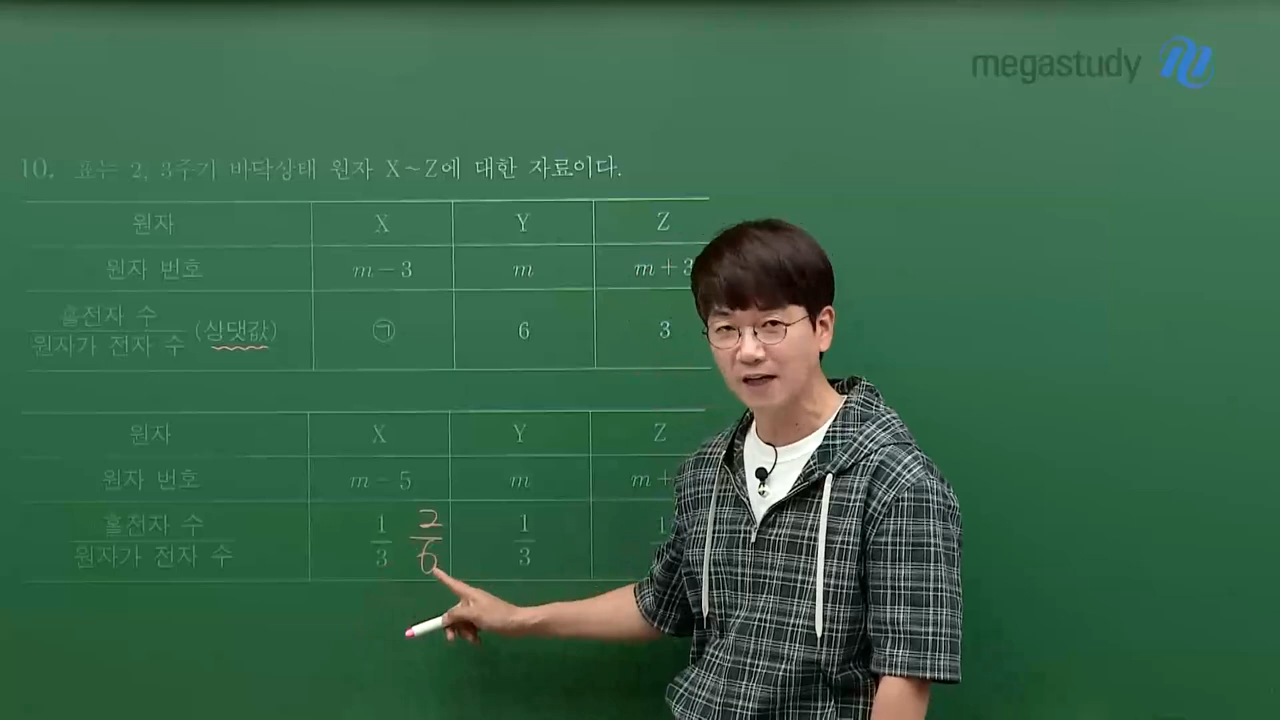 megastudy
10. 표는 2, 3주기 바닥상태 원자 X~Z에 대한 자료이다.
원자 X Y Z
원자 번호 m−3 m m+3
홀전자 수/원자가 전자 수 (상댓값) ㉠ 6 3
원자 X Y Z
원자 번호 m−5 m m+
홀전자 수/원자가 전자 수 1/3 2/6 1/3 1